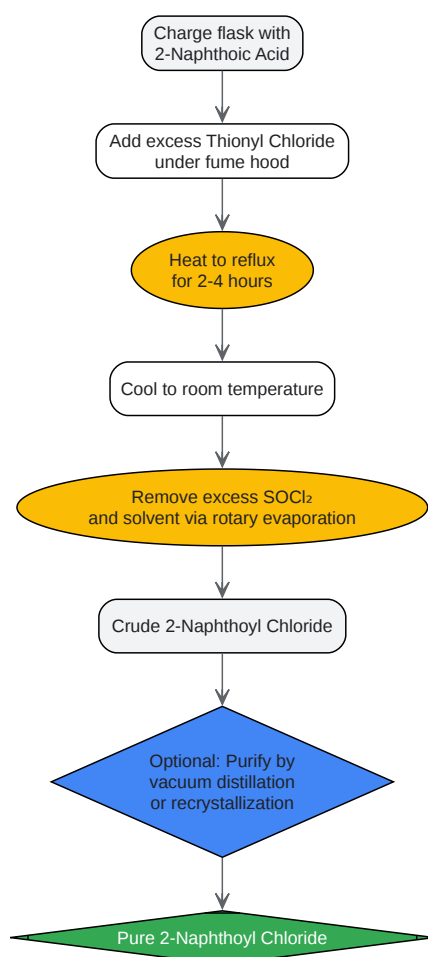 Charge flask with
2-Naphthoic Acid
Add excess Thionyl Chloride
under fume hood
Heat to reflux
for 2-4 hours
Cool to room temperature
Remove excess SOCl₂
and solvent via rotary evaporation
Crude 2-Naphthoyl Chloride
Optional: Purify by
vacuum distillation
or recrystallization
Pure 2-Naphthoyl Chloride